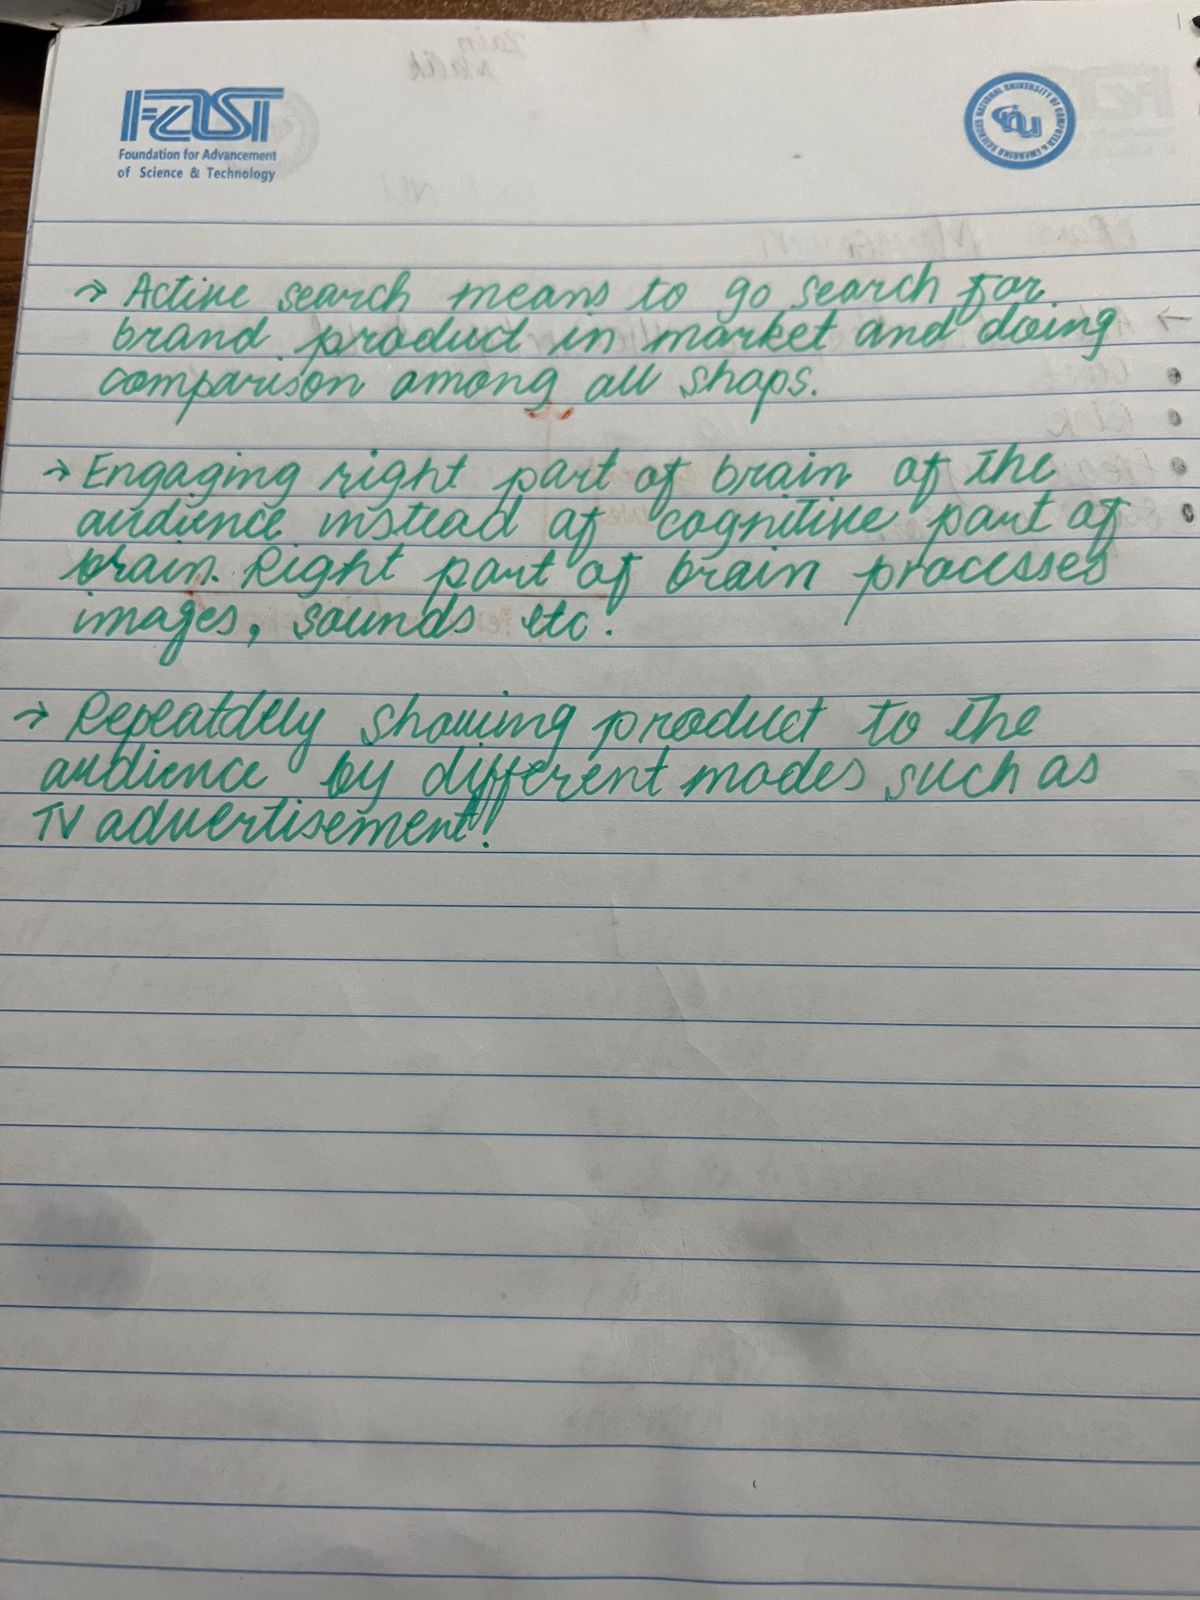 FAST
Foundation for Advancement
of Science & Technology
NATIONAL UNIVERSITY OF COMPUTER & EMERGING SCIENCES
→ Active search means to go search for
brand product in market and doing
comparison among all shops.
→ Engaging right part of brain of the
audience instead of cognitive part of
brain. Right part of brain processes
images, sounds etc.
→ Repeatdely showing product to the
audience by different modes such as
TV advertisement!